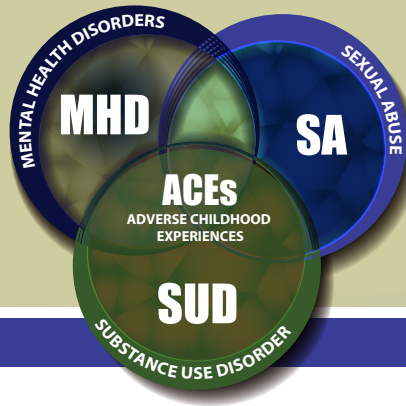 MENTAL HEALTH DISORDERS
SEXUAL ABUSE
MHD
SA
ACEs
ADVERSE CHILDHOOD
EXPERIENCES
SUD
SUBSTANCE USE DISORDER